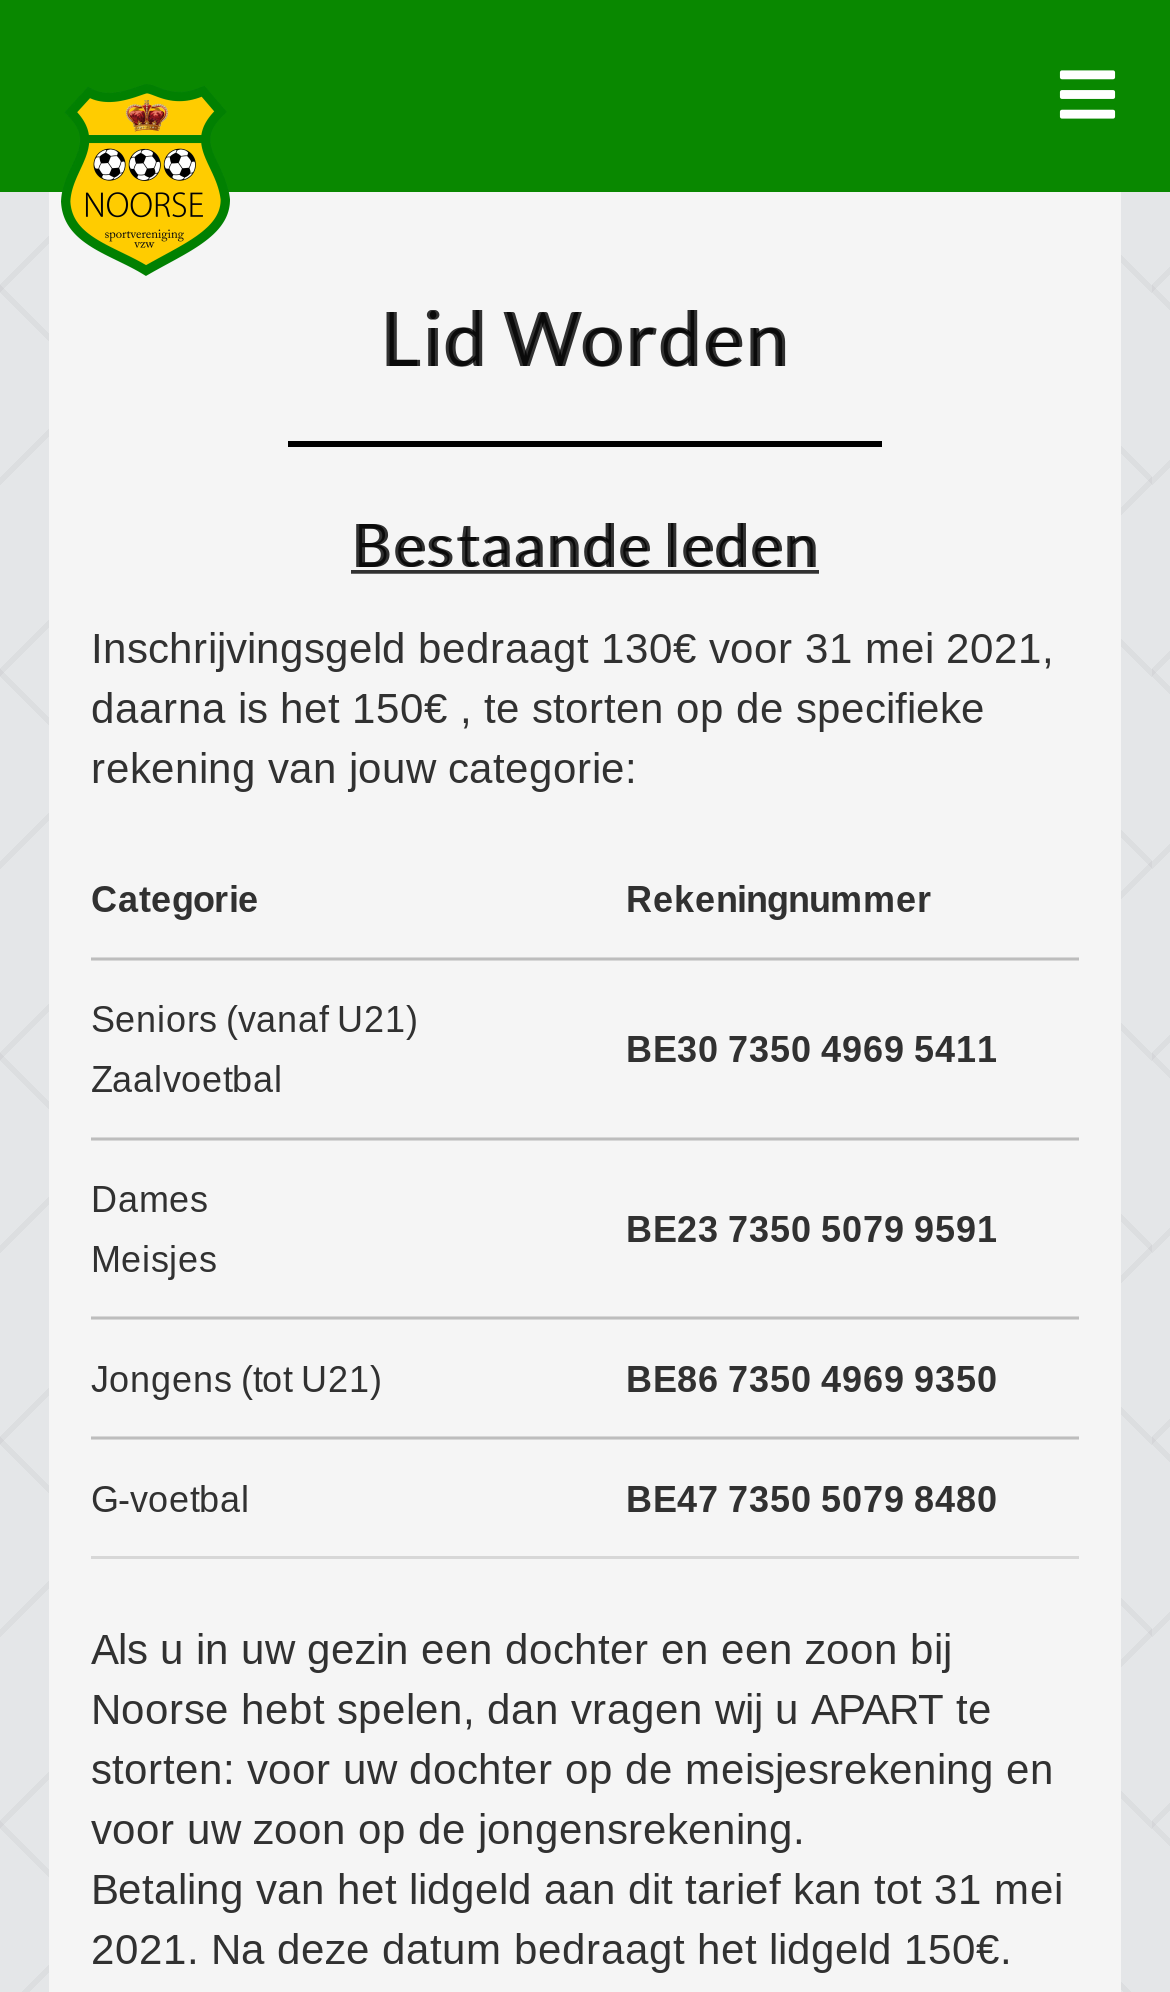 NOORSE
sportvereniging
vzw
Lid Worden
Bestaande leden
Inschrijvingsgeld bedraagt 130€ voor 31 mei 2021,
daarna is het 150€ , te storten op de specifieke
rekening van jouw categorie:
Categorie Rekeningnummer
Seniors (vanaf U21)
Zaalvoetbal
BE30 7350 4969 5411
Dames
Meisjes
BE23 7350 5079 9591
Jongens (tot U21) BE86 7350 4969 9350
G-voetbal BE47 7350 5079 8480
Als u in uw gezin een dochter en een zoon bij
Noorse hebt spelen, dan vragen wij u APART te
storten: voor uw dochter op de meisjesrekening en
voor uw zoon op de jongensrekening.
Betaling van het lidgeld aan dit tarief kan tot 31 mei
2021. Na deze datum bedraagt het lidgeld 150€.